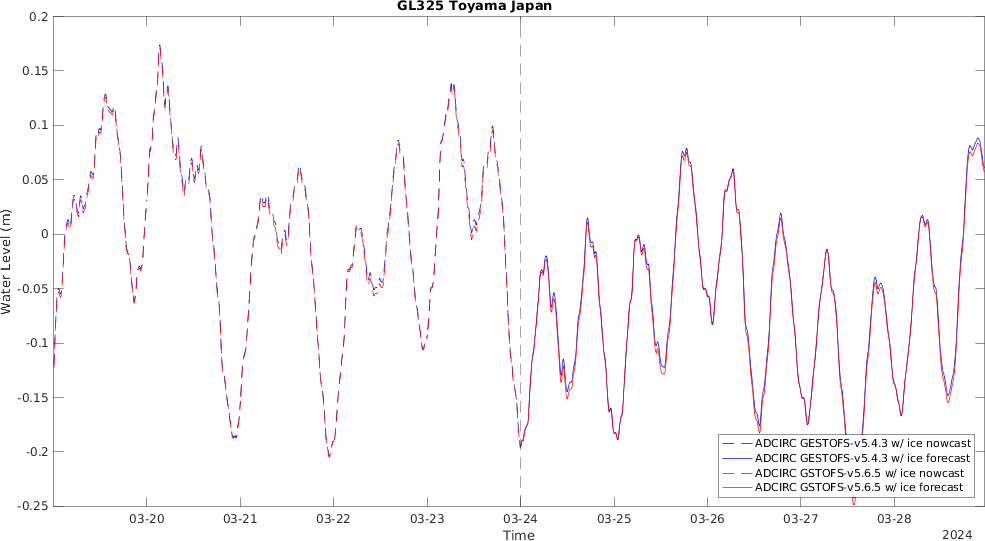 GL325 Toyama Japan
0.2
0.15
0.1
0.05
0
-0.05
-0.1
-0.15
-0.2
-0.25
Water Level (m)
ADCIRC GESTOFS-v5.4.3 w/ ice nowcast
ADCIRC GESTOFS-v5.4.3 w/ ice forecast
ADCIRC GSTOFS-v5.6.5 w/ ice nowcast
ADCIRC GSTOFS-v5.6.5 w/ ice forecast
03-20 03-21 03-22 03-23 03-24 03-25 03-26 03-27 03-28
Time
2024